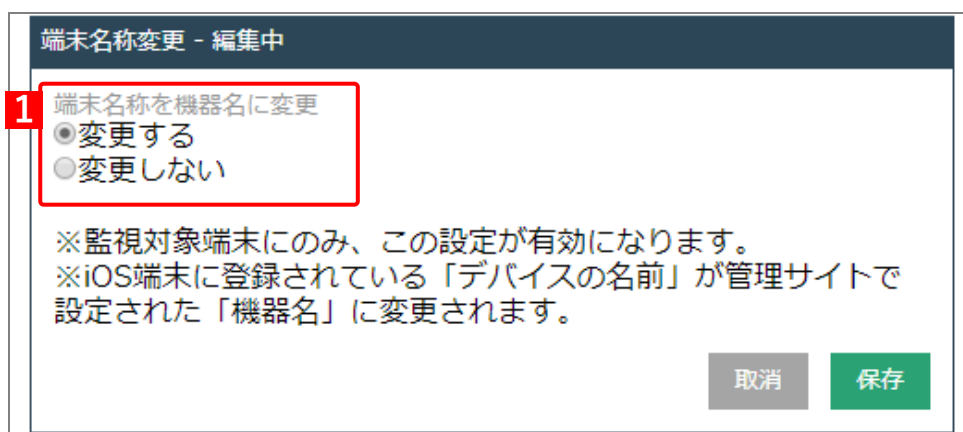 端末名称変更 - 編集中
1
端末名称を機器名に変更
変更する
変更しない
※監視対象端末にのみ、この設定が有効になります。
※iOS端末に登録されている「デバイスの名前」が管理サイトで
設定された「機器名」に変更されます。
取消
保存